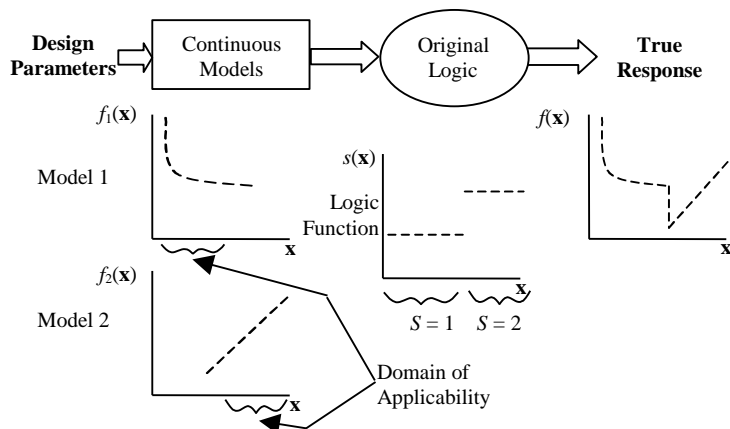 Design
Parameters
Continuous
Models
Original
Logic
True
Response
f₁(x)
Model 1
x
s(x)
Logic
Function
x
S = 1
S = 2
f(x)
x
f₂(x)
Model 2
x
Domain of
Applicability